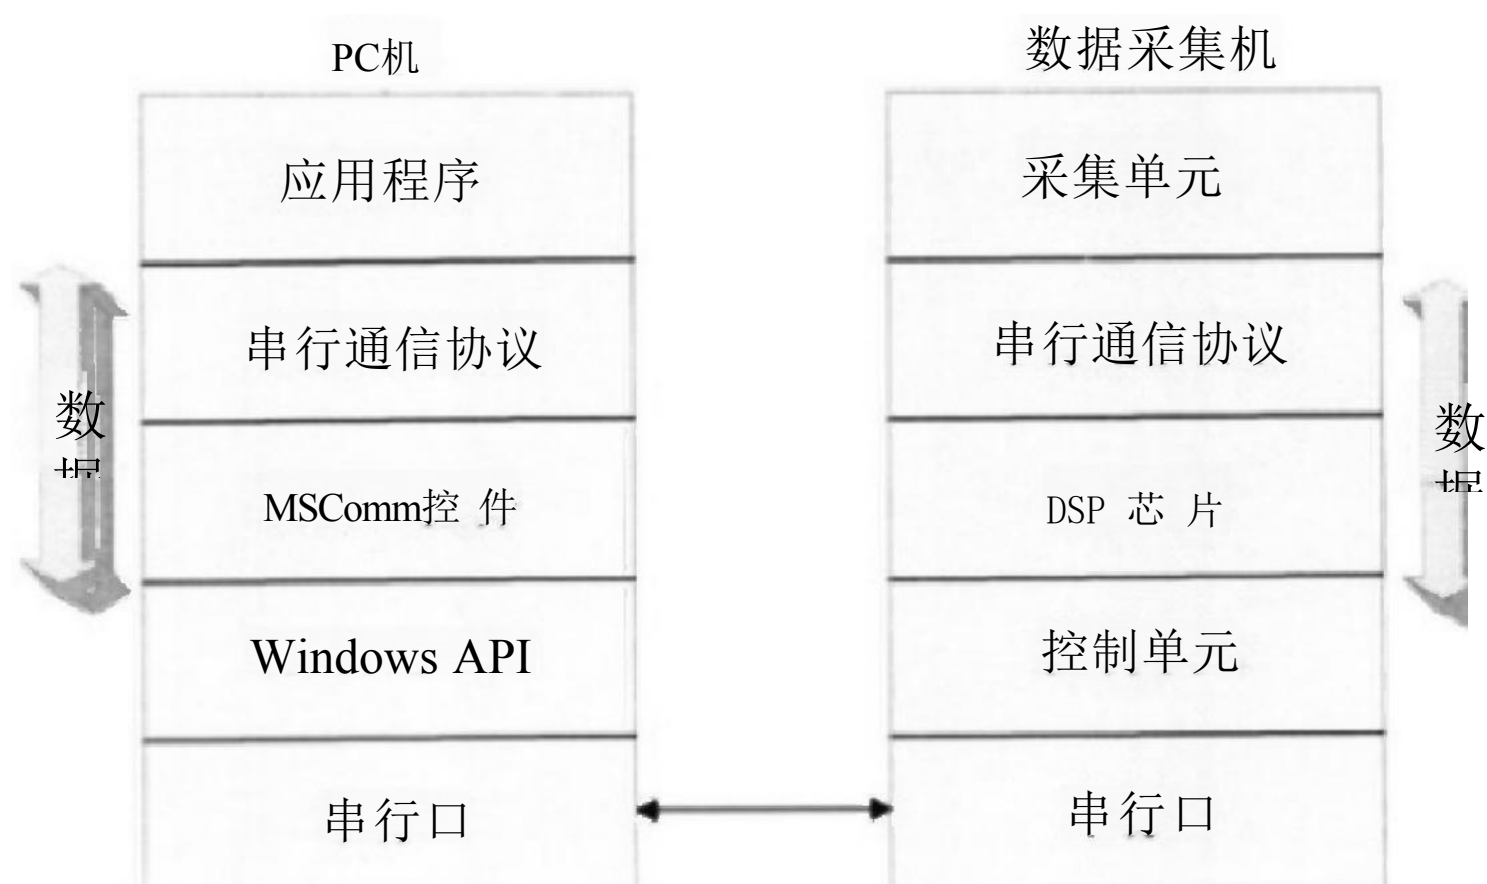 PC机
数据采集机
应用程序
采集单元
串行通信协议
串行通信协议
数
据
数
据
MSComm控 件
DSP 芯 片
Windows API
控制单元
串行口
串行口